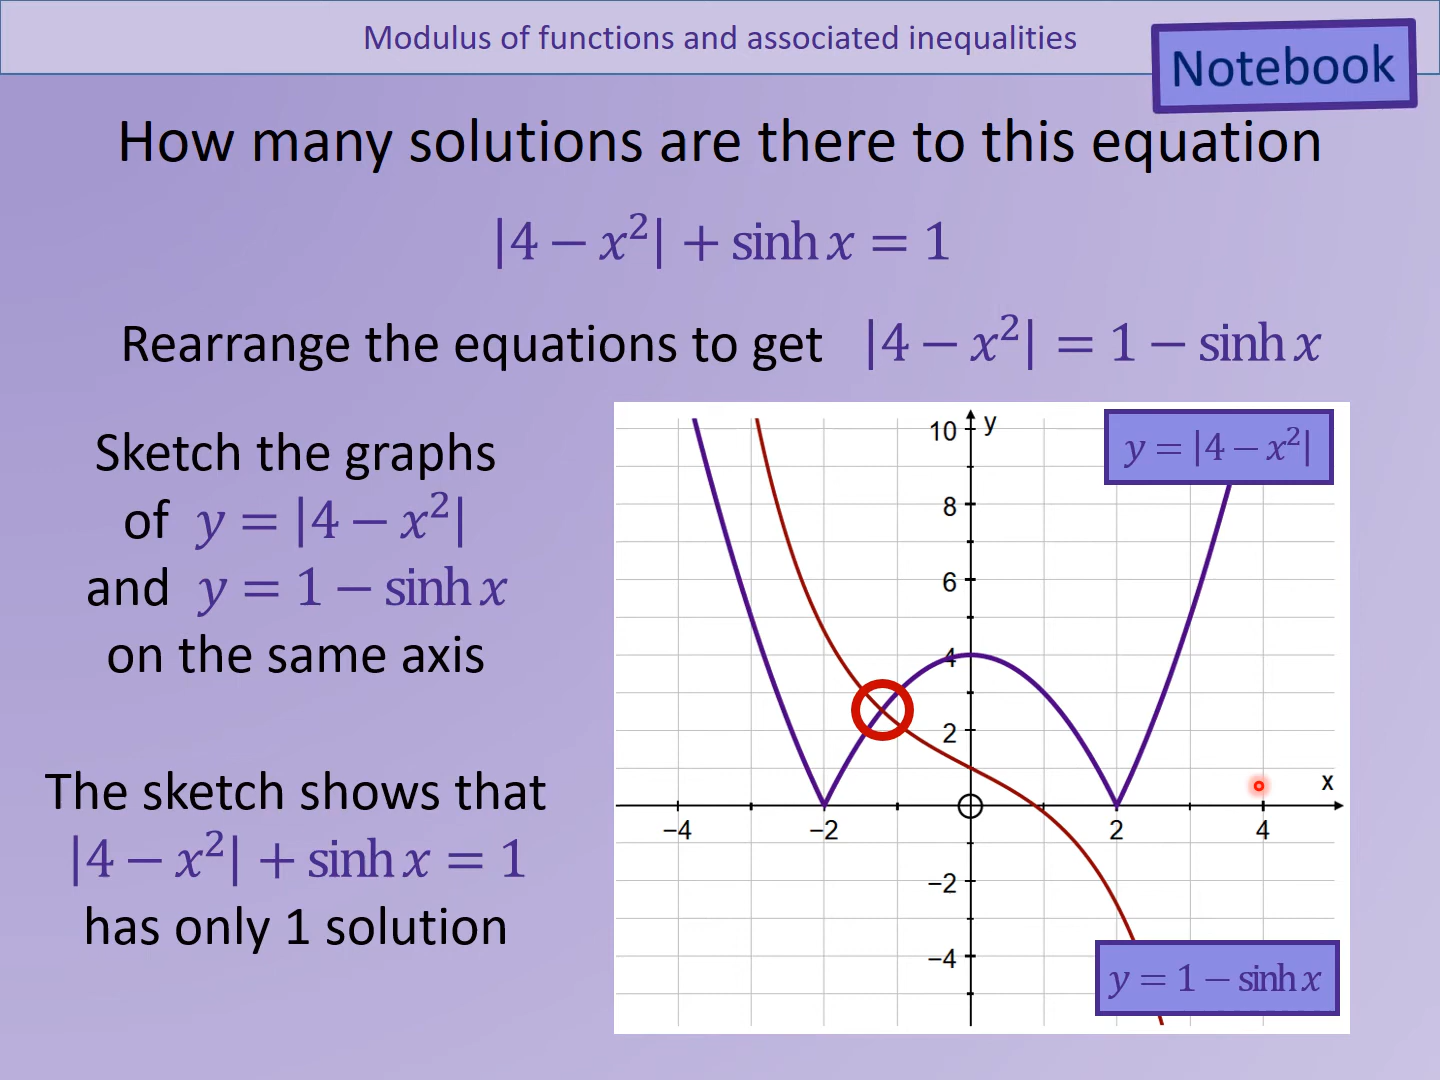 Modulus of functions and associated inequalities
Notebook
How many solutions are there to this equation
|4 − x²| + sinh x = 1
Rearrange the equations to get |4 − x²| = 1 − sinh x
Sketch the graphs
of y = |4 − x²|
and y = 1 − sinh x
on the same axis
The sketch shows that
|4 − x²| + sinh x = 1
has only 1 solution
y
y = |4 − x²|
10
8
6
4
2
x
−4 −2 2 4
−2
−4
y = 1 − sinh x